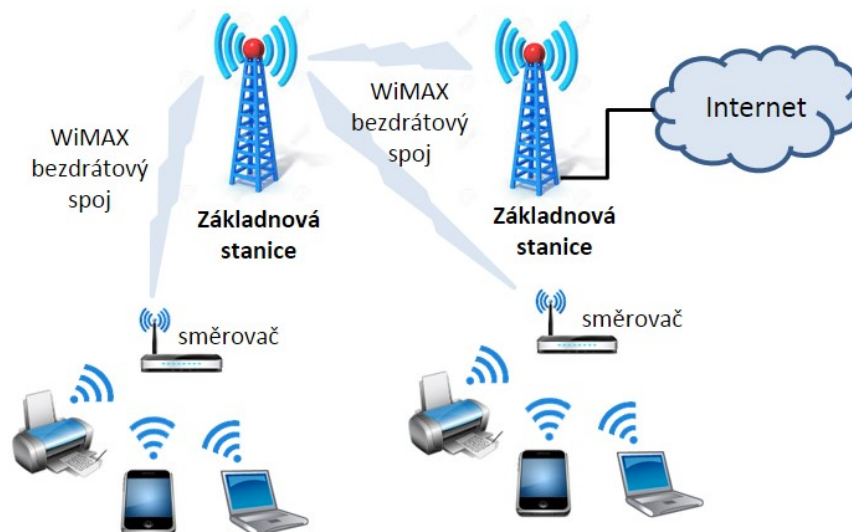 WiMAX
bezdrátový
spoj
WiMAX
bezdrátový
spoj
Internet
Základnová
stanice
Základnová
stanice
směrovač
směrovač